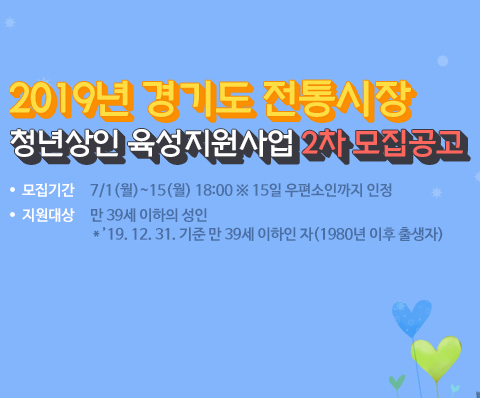 2019년 경기도 전통시장
청년상인 육성지원사업 2차 모집공고
• 모집기간 7/1(월)~15(월) 18:00 ※ 15일 우편소인까지 인정
• 지원대상 만 39세 이하의 성인
*’19. 12. 31. 기준 만 39세 이하인 자(1980년 이후 출생자)